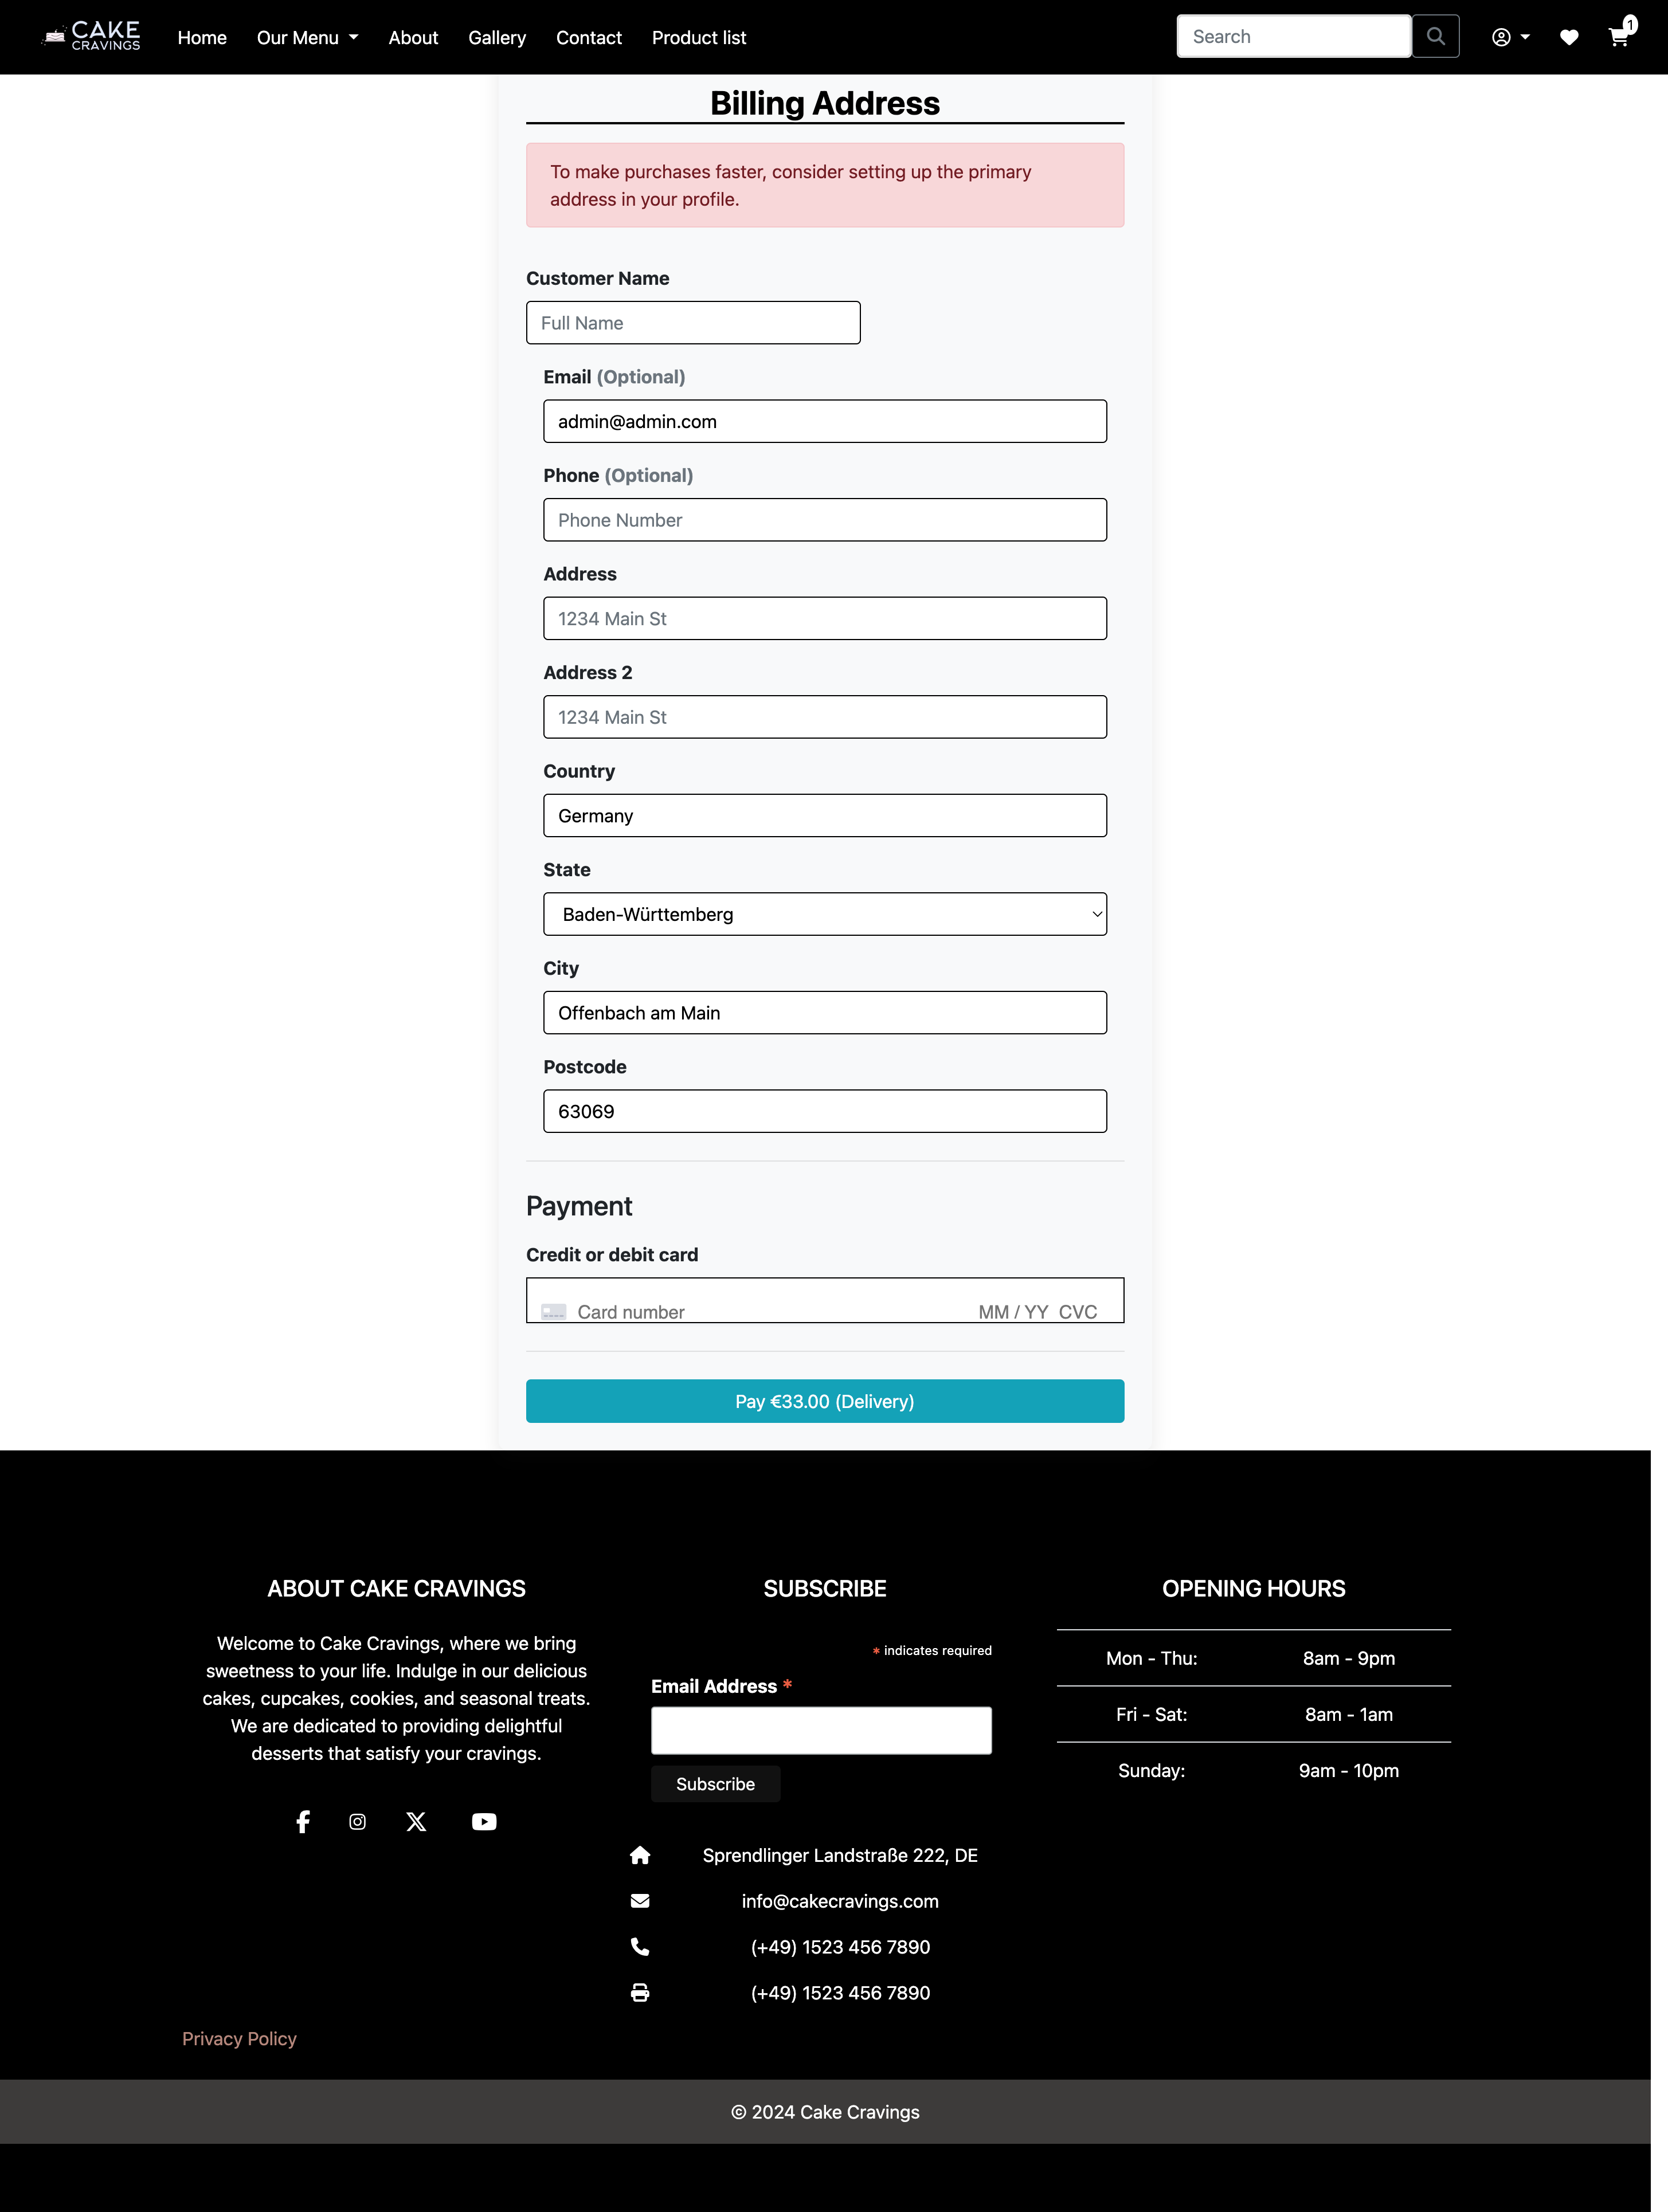 CAKE
CRAVINGS
Home
Our Menu
About
Gallery
Contact
Product list
Search
1
Billing Address
To make purchases faster, consider setting up the primary
address in your profile.
Customer Name
Full Name
Email (Optional)
admin@admin.com
Phone (Optional)
Phone Number
Address
1234 Main St
Address 2
1234 Main St
Country
Germany
State
Baden-Württemberg
City
Offenbach am Main
Postcode
63069
Payment
Credit or debit card
Card number MM / YY CVC
Pay €33.00 (Delivery)
ABOUT CAKE CRAVINGS
Welcome to Cake Cravings, where we bring
sweetness to your life. Indulge in our delicious
cakes, cupcakes, cookies, and seasonal treats.
We are dedicated to providing delightful
desserts that satisfy your cravings.
SUBSCRIBE
* indicates required
Email Address *
Subscribe
Sprendlinger Landstraße 222, DE
info@cakecravings.com
(+49) 1523 456 7890
(+49) 1523 456 7890
OPENING HOURS
Mon - Thu: 8am - 9pm
Fri - Sat: 8am - 1am
Sunday: 9am - 10pm
Privacy Policy
© 2024 Cake Cravings